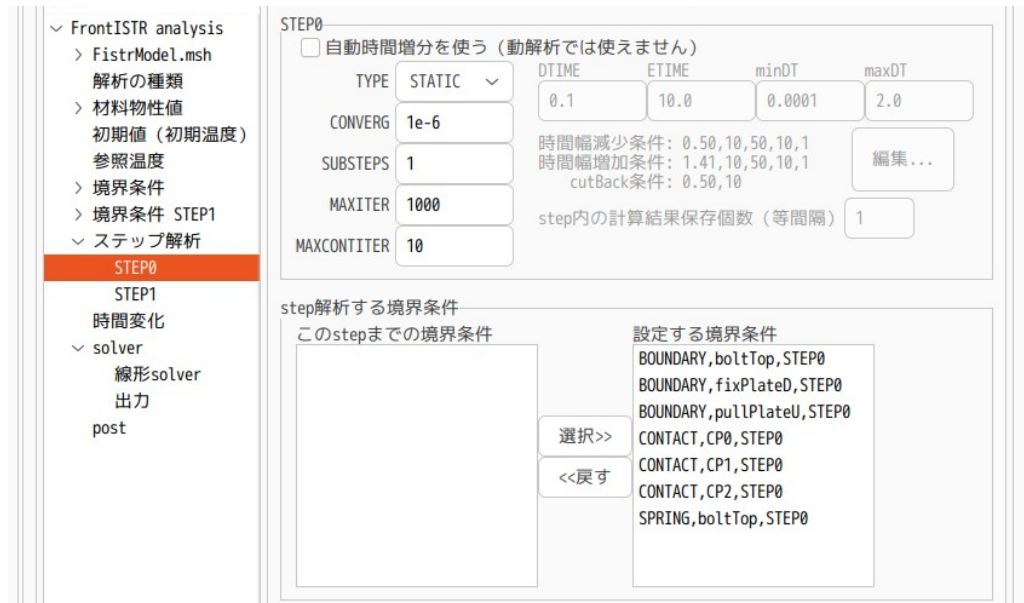 FrontISTR analysis
FistrModel.msh
解析の種類
材料物性値
初期値（初期温度）
参照温度
境界条件
境界条件 STEP1
ステップ解析
STEP0
STEP1
時間変化
solver
線形solver
出力
post
STEP0
自動時間増分を使う（動解析では使えません）
TYPE STATIC
CONVERG 1e-6
SUBSTEPS 1
MAXITER 1000
MAXCONTITER 10
DTIME ETIME minDT maxDT
0.1 10.0 0.0001 2.0
時間幅減少条件: 0.50,10,50,10,1
時間幅増加条件: 1.41,10,50,10,1
cutBack条件: 0.50,10
編集...
step内の計算結果保存個数（等間隔） 1
step解析する境界条件
このstepまでの境界条件
選択>>
<<戻す
設定する境界条件
BOUNDARY,boltTop,STEP0
BOUNDARY,fixPlateD,STEP0
BOUNDARY,pullPlateU,STEP0
CONTACT,CP0,STEP0
CONTACT,CP1,STEP0
CONTACT,CP2,STEP0
SPRING,boltTop,STEP0